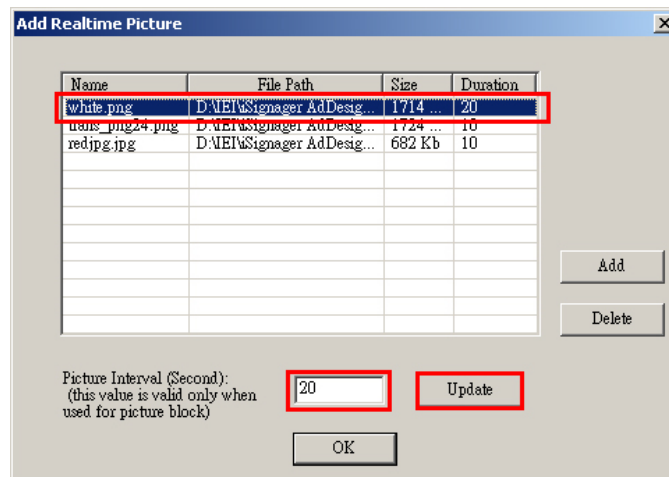 Add Realtime Picture
Name File Path Size Duration
white.png D:\IEI\iSignager AdDesig... 1714 ... 20
trans_png24.png D:\IEI\iSignager AdDesig... 1724 ... 10
redjpg.jpg D:\IEI\iSignager AdDesig... 682 Kb 10
Add
Delete
Picture Interval (Second):
(this value is valid only when
used for picture block)
20
Update
OK